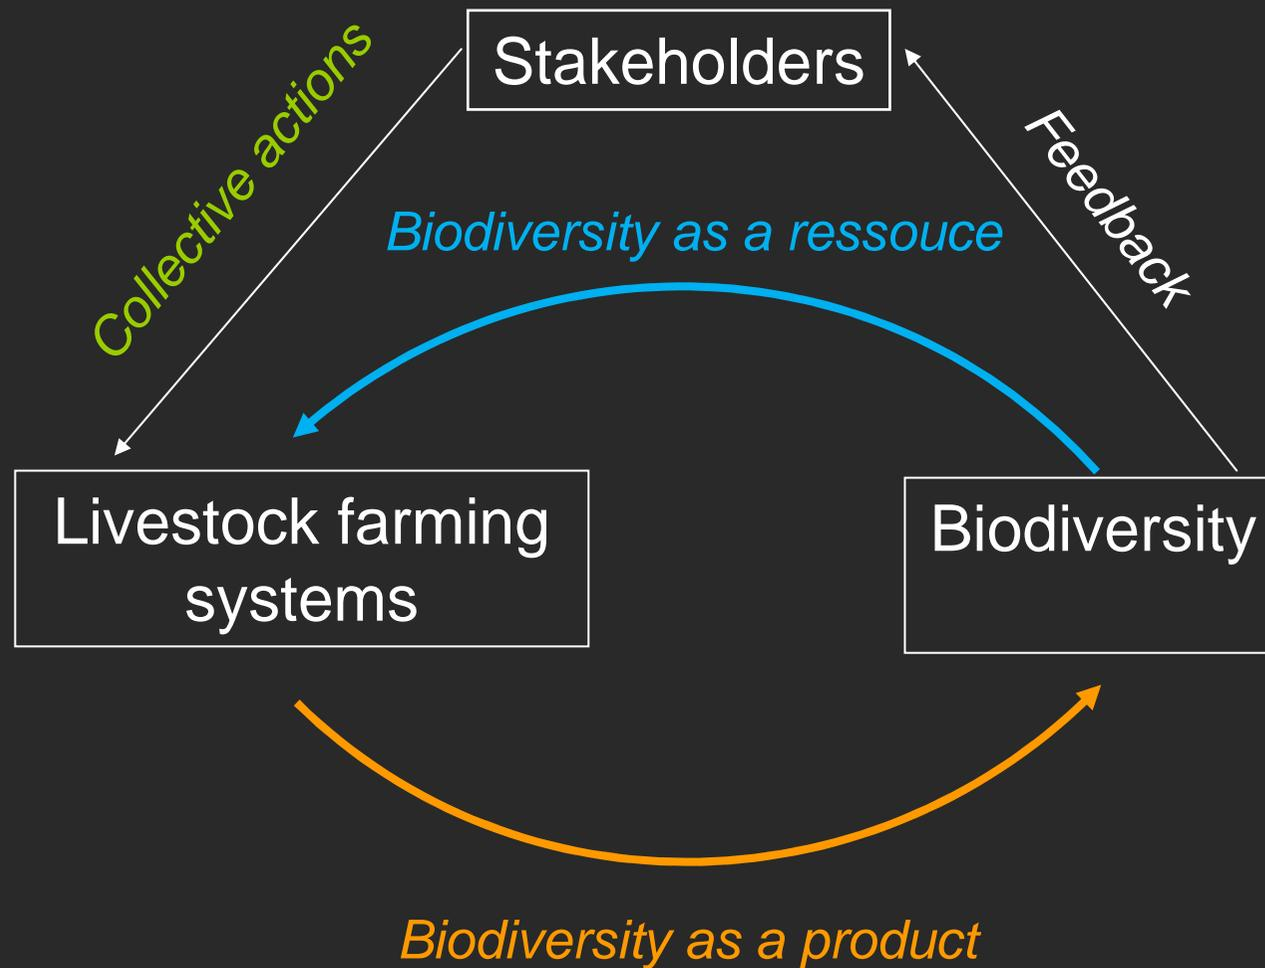 Stakeholders
Collective actions
Feedback
Biodiversity as a ressouce
Livestock farming
systems
Biodiversity
Biodiversity as a product